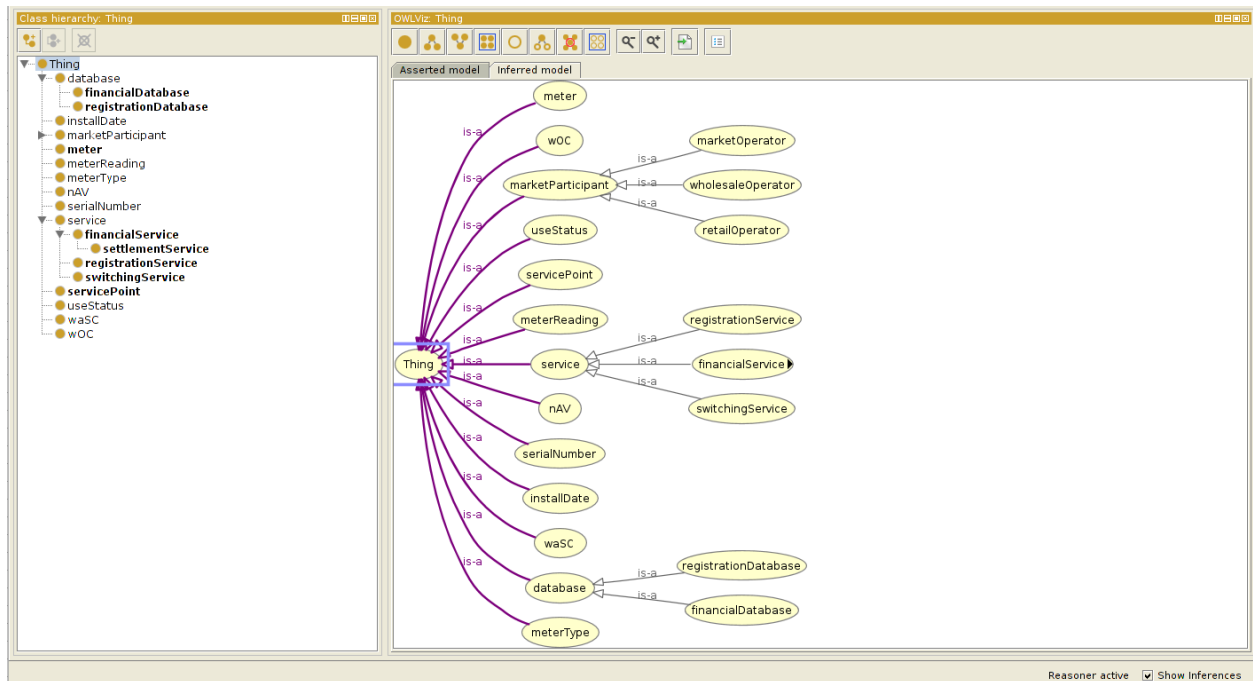 Class hierarchy: Thing
Thing
database
financialDatabase
registrationDatabase
installDate
marketParticipant
meter
meterReading
meterType
nAV
serialNumber
service
financialService
settlementService
registrationService
switchingService
servicePoint
useStatus
waSC
wOC
OWLViz: Thing
Asserted model
Inferred model
meter
is-a
wOC
marketOperator
is-a
is-a
marketParticipant
is-a
wholesaleOperator
is-a
is-a
useStatus
retailOperator
is-a
servicePoint
is-a
meterReading
registrationService
is-a
is-a
Thing
is-a
service
is-a
financialService
is-a
is-a
nAV
switchingService
is-a
serialNumber
is-a
installDate
is-a
waSC
is-a
registrationDatabase
is-a
database
is-a
financialDatabase
is-a
meterType
Reasoner active
Show Inferences